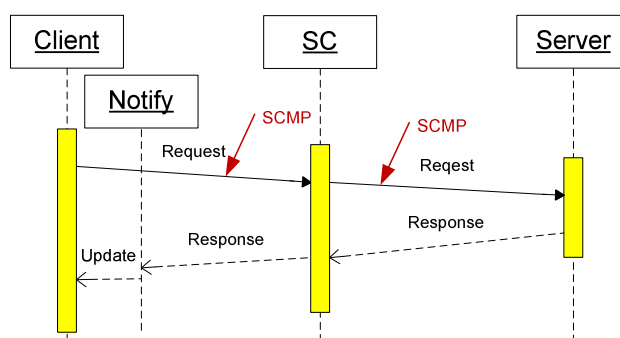 Client
SC
Server
Notify
SCMP
SCMP
Request
Reqest
Response
Response
Update